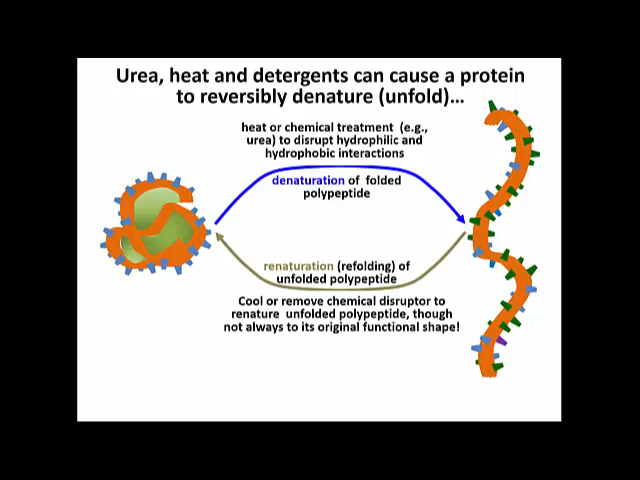 Urea, heat and detergents can cause a protein
to reversibly denature (unfold)...
heat or chemical treatment (e.g.,
urea) to disrupt hydrophilic and
hydrophobic interactions
denaturation of folded
polypeptide
renaturation (refolding) of
unfolded polypeptide
Cool or remove chemical disruptor to
renature unfolded polypeptide, though
not always to its original functional shape!